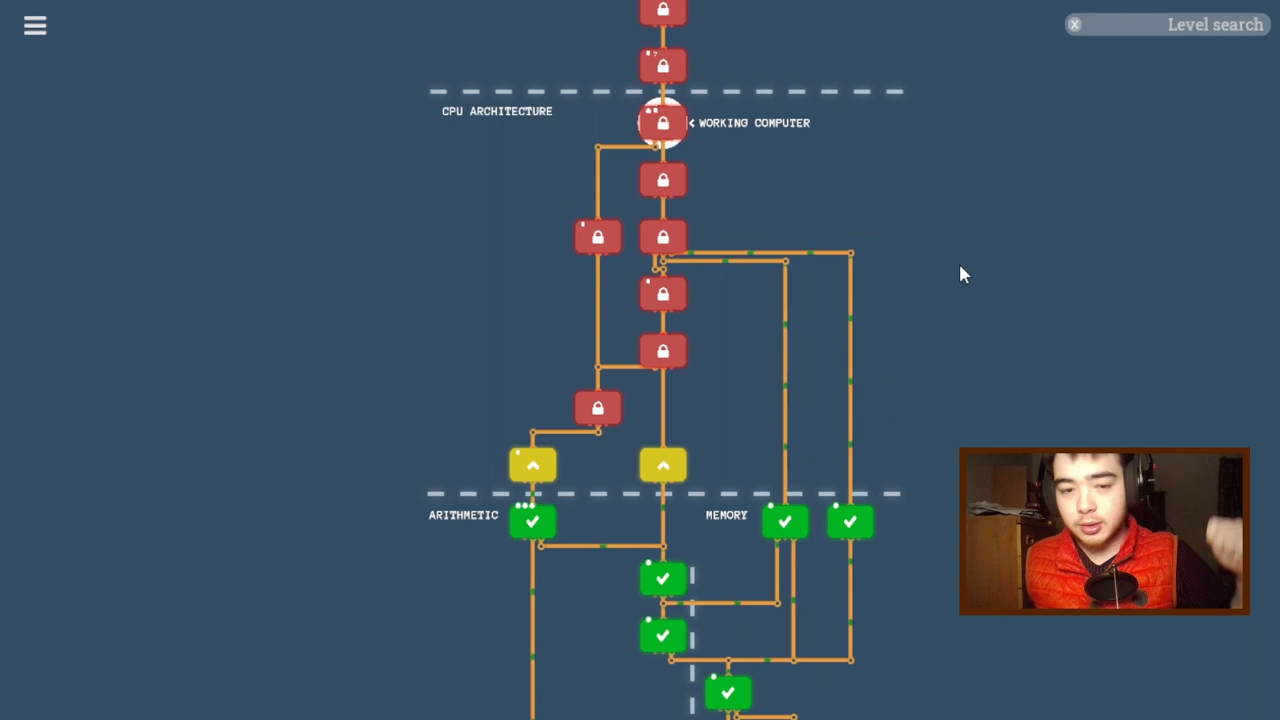 X Level search
CPU ARCHITECTURE
< WORKING COMPUTER
ARITHMETIC
MEMORY